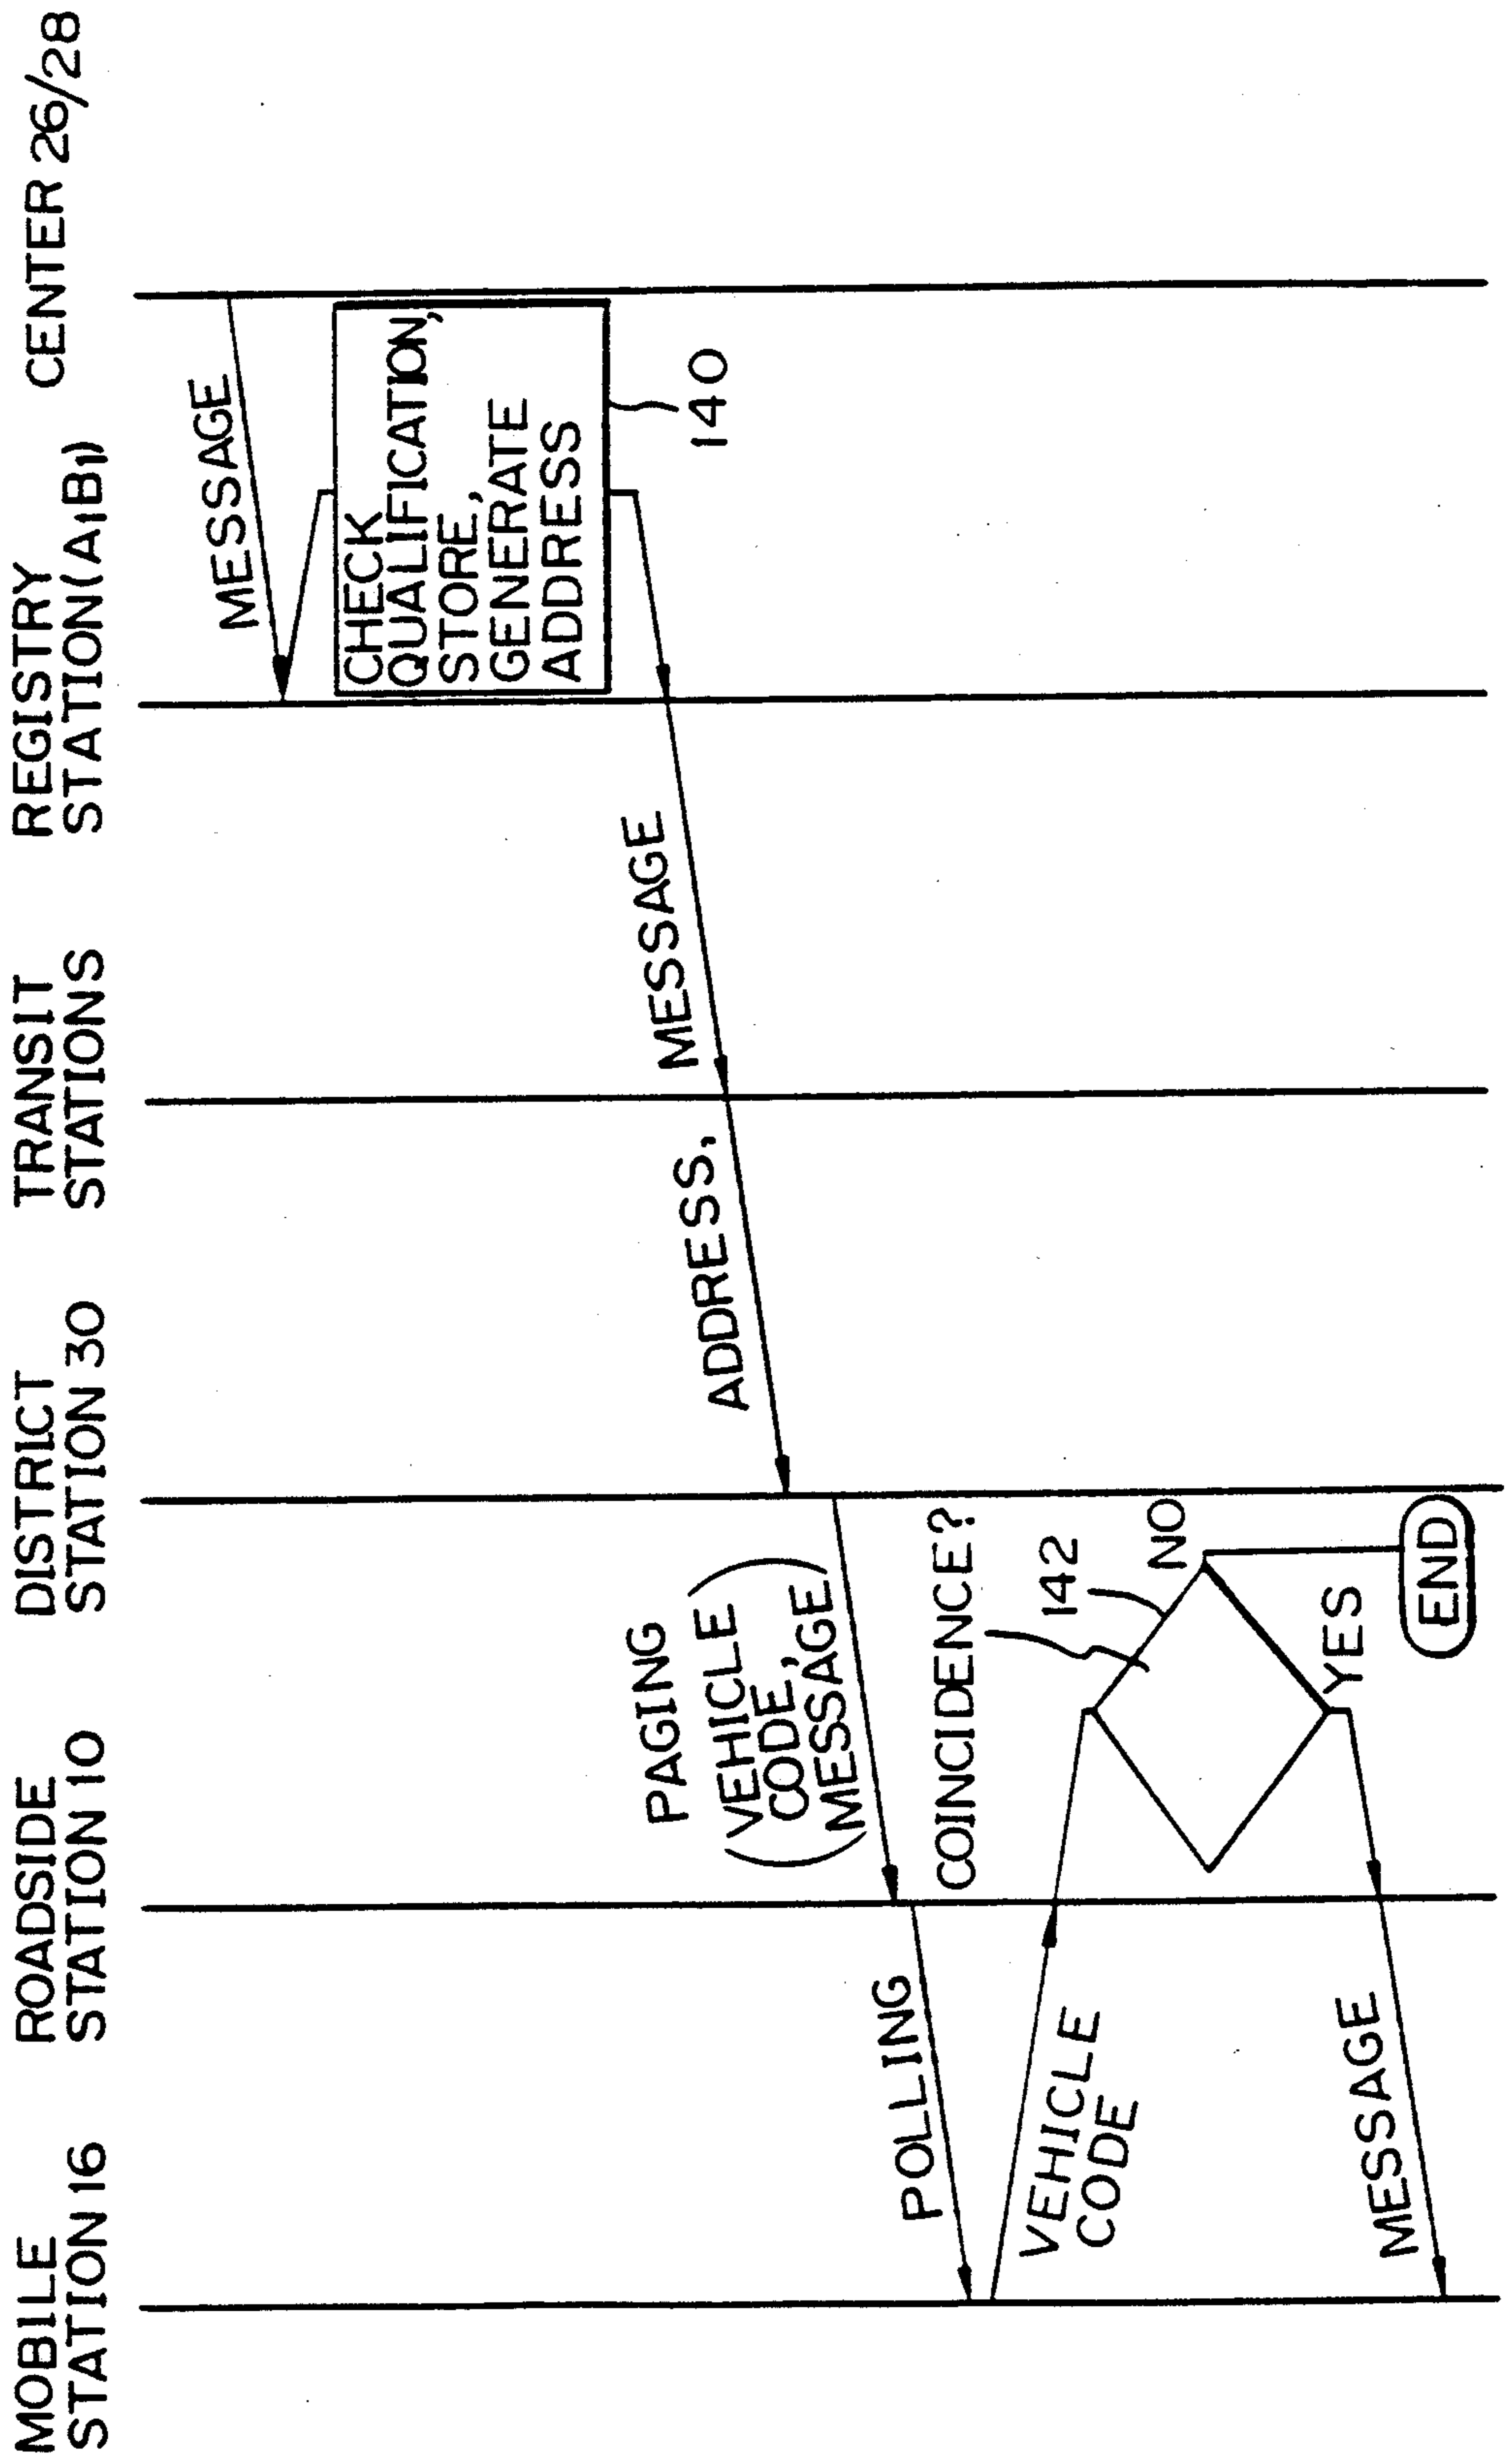 MOBILE
STATION 16
ROADSIDE
STATION 10
DISTRICT
STATION 30
TRANSIT
STATIONS
REGISTRY
STATION(A1B1)
CENTER 26/28
MESSAGE
CHECK
QUALIFICATION,
STORE,
GENERATE
ADDRESS
140
ADDRESS,
MESSAGE
PAGING
(VEHICLE
CODE,
MESSAGE)
POLLING
VEHICLE
CODE
COINCIDENCE?
142
NO
YES
END
MESSAGE